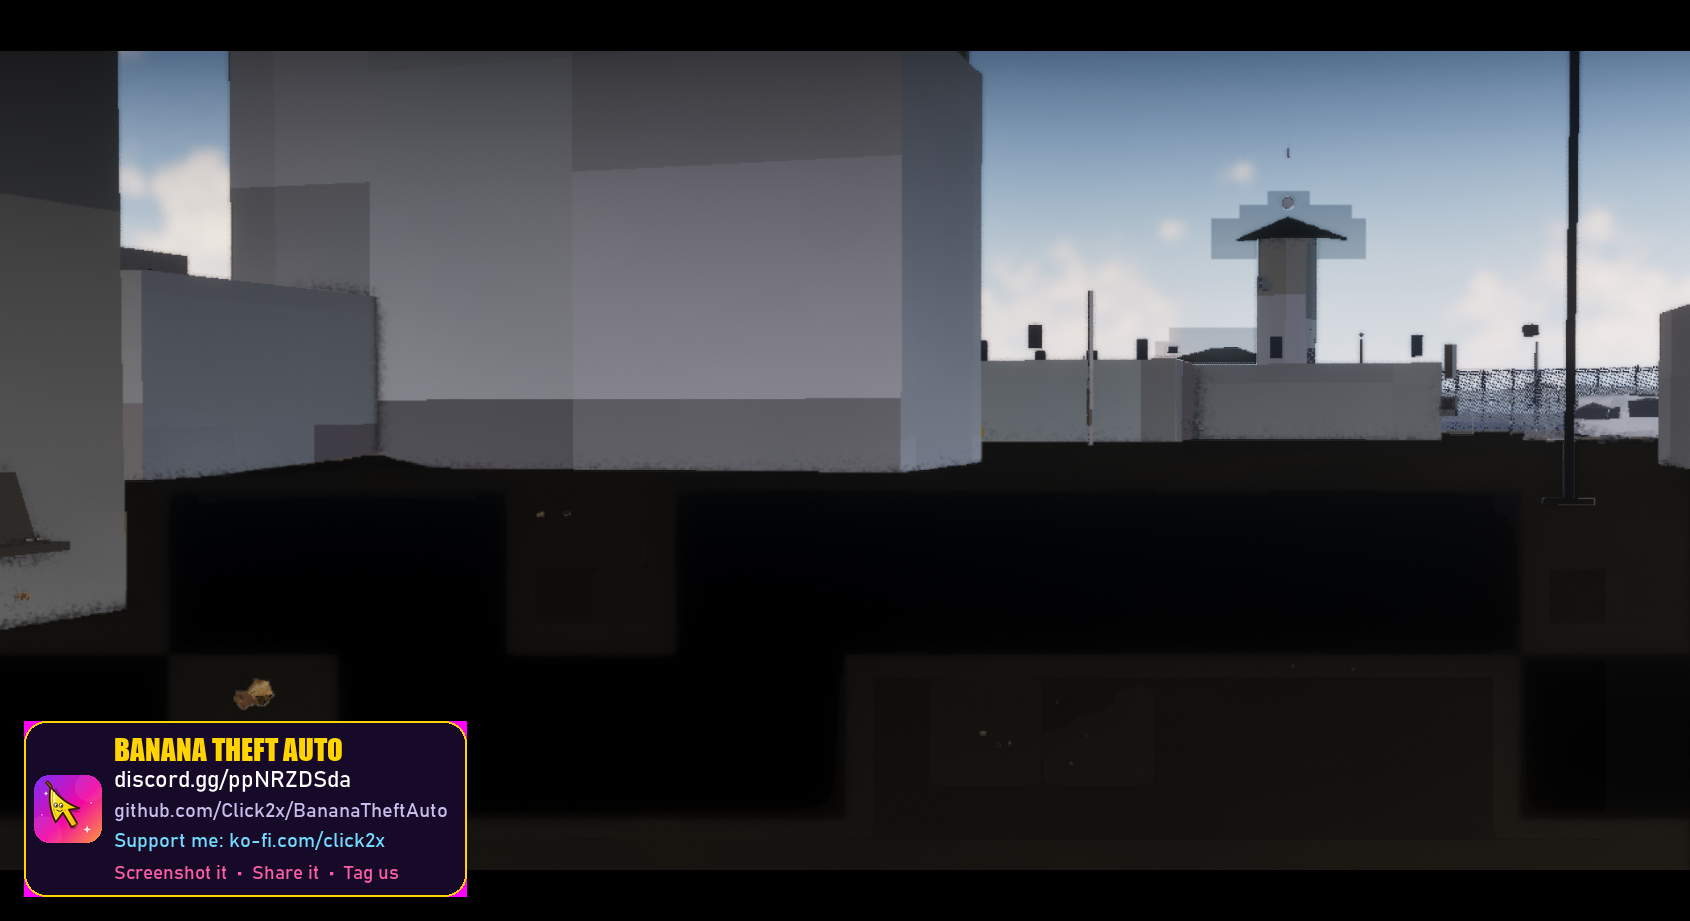 BANANA THEFT AUTO
discord.gg/ppNRZDSda
github.com/Click2x/BananaTheftAuto
Support me: ko-fi.com/click2x
Screenshot it • Share it • Tag us